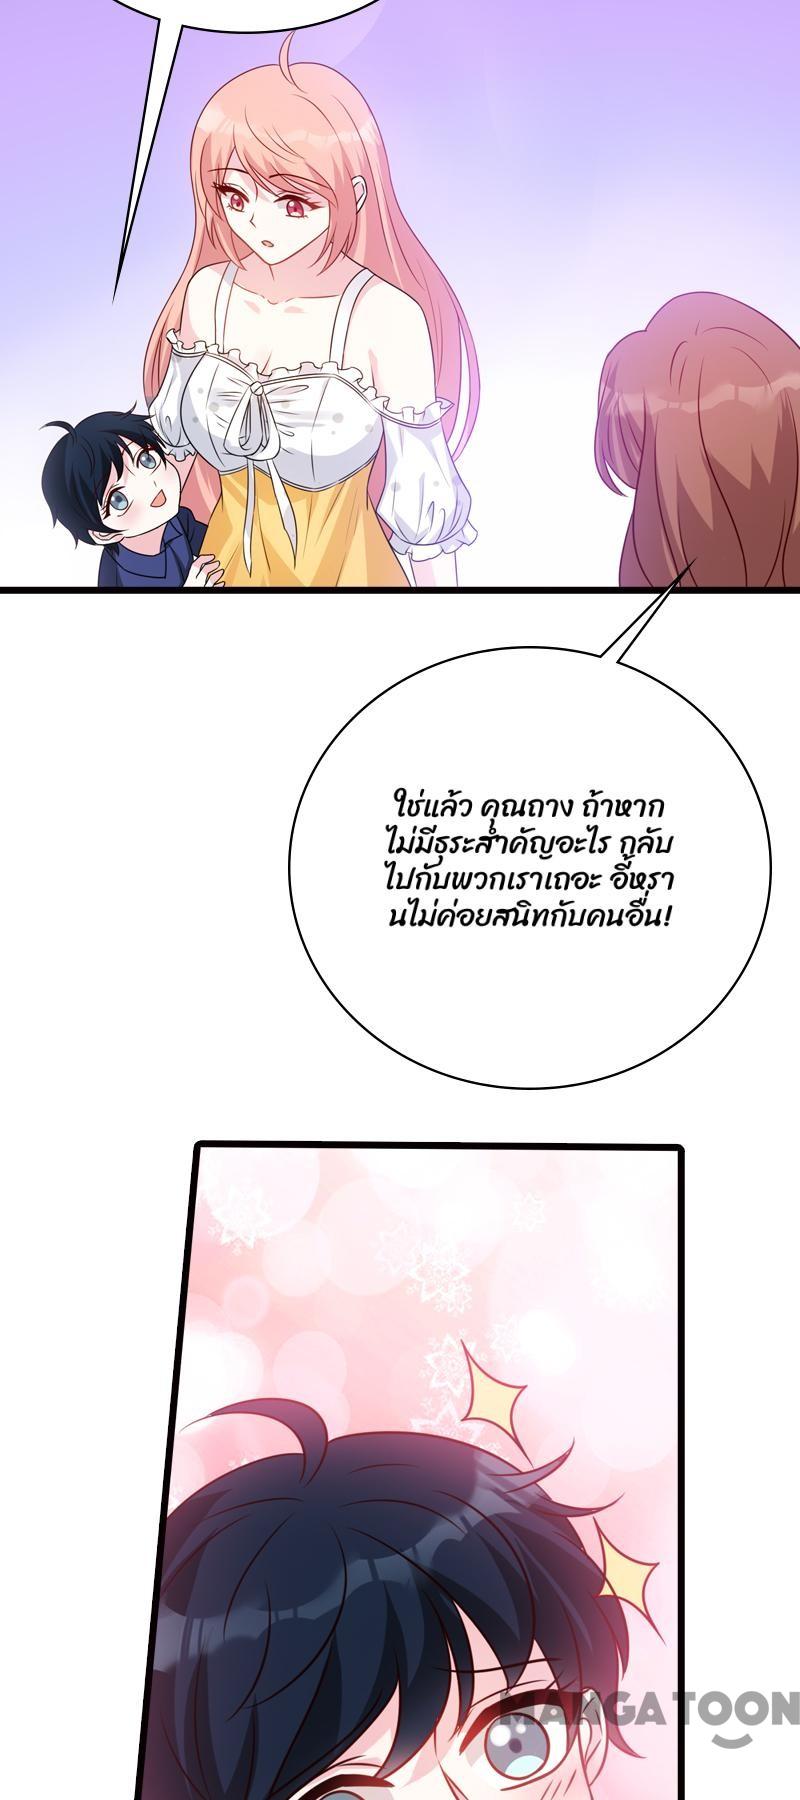 ใช่แล้ว คุณถาง ถ้าหาก
ไม่มีธุระสำคัญอะไร กลับ
ไปกับพวกเราเถอะ อี้หรา
นไม่ค่อยสนิทกับคนอื่น!
MANGA TOON